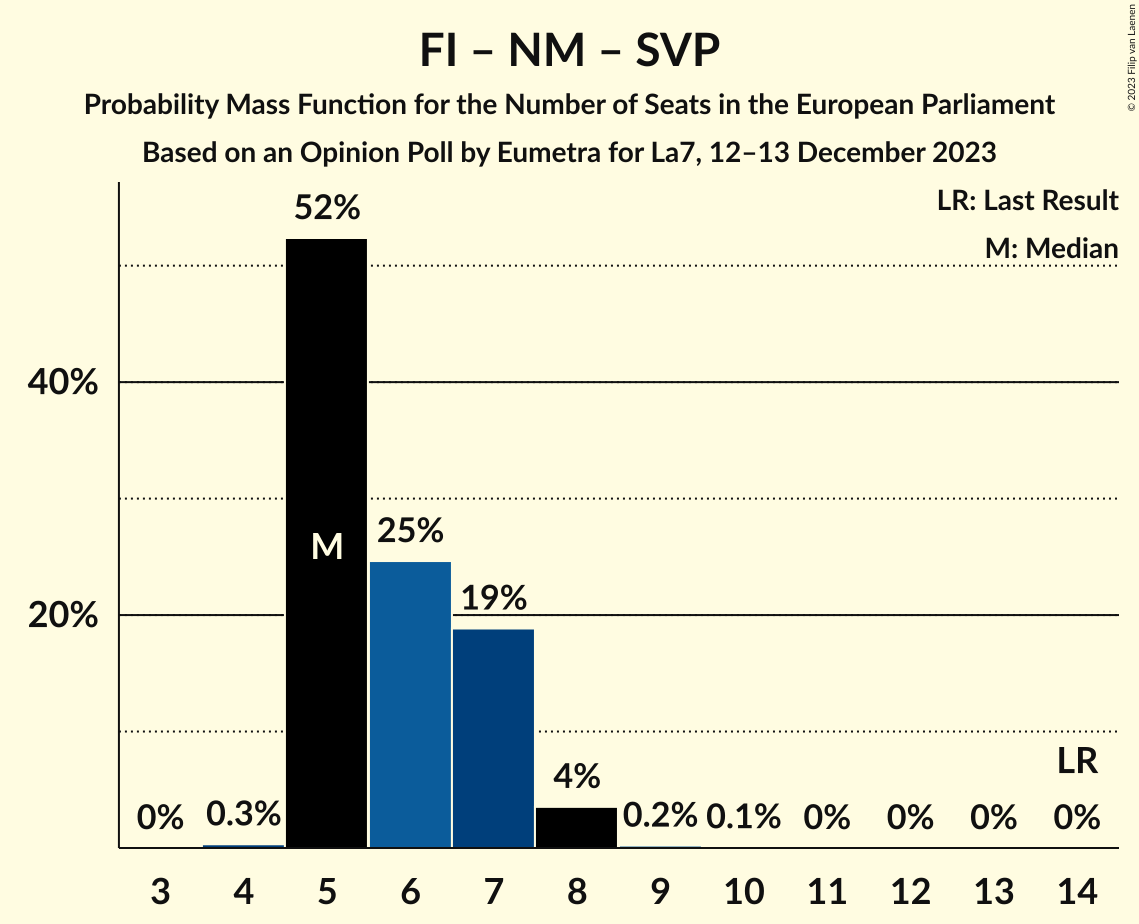 FI – NM – SVP
Probability Mass Function for the Number of Seats in the European Parliament
Based on an Opinion Poll by Eumetra for La7, 12–13 December 2023
© 2023 Filip van Laenen
LR: Last Result
M: Median
52%
40%
M
25%
20%
19%
LR
4%
0% 0.3% 0.2% 0.1% 0% 0% 0% 0%
3 4 5 6 7 8 9 10 11 12 13 14